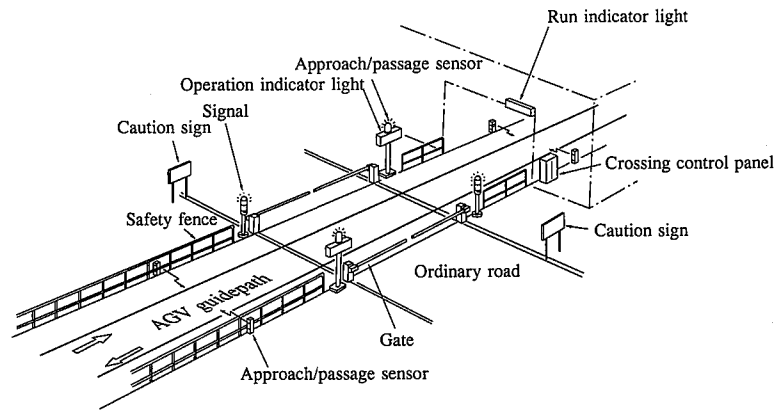 Run indicator light
Approach/passage sensor
Operation indicator light
Signal
Caution sign
Crossing control panel
Safety fence
Caution sign
Ordinary road
AGV guidepath
Gate
Approach/passage sensor